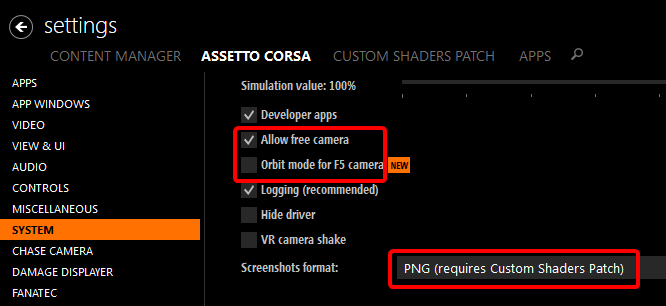 settings
CONTENT MANAGER ASSETTO CORSA CUSTOM SHADERS PATCH APPS
APPS
APP WINDOWS
VIDEO
VIEW & UI
AUDIO
CONTROLS
MISCELLANEOUS
SYSTEM
CHASE CAMERA
DAMAGE DISPLAYER
FANATEC
Simulation value: 100%
Developer apps
Allow free camera
Orbit mode for F5 camera NEW
Logging (recommended)
Hide driver
VR camera shake
Screenshots format: PNG (requires Custom Shaders Patch)